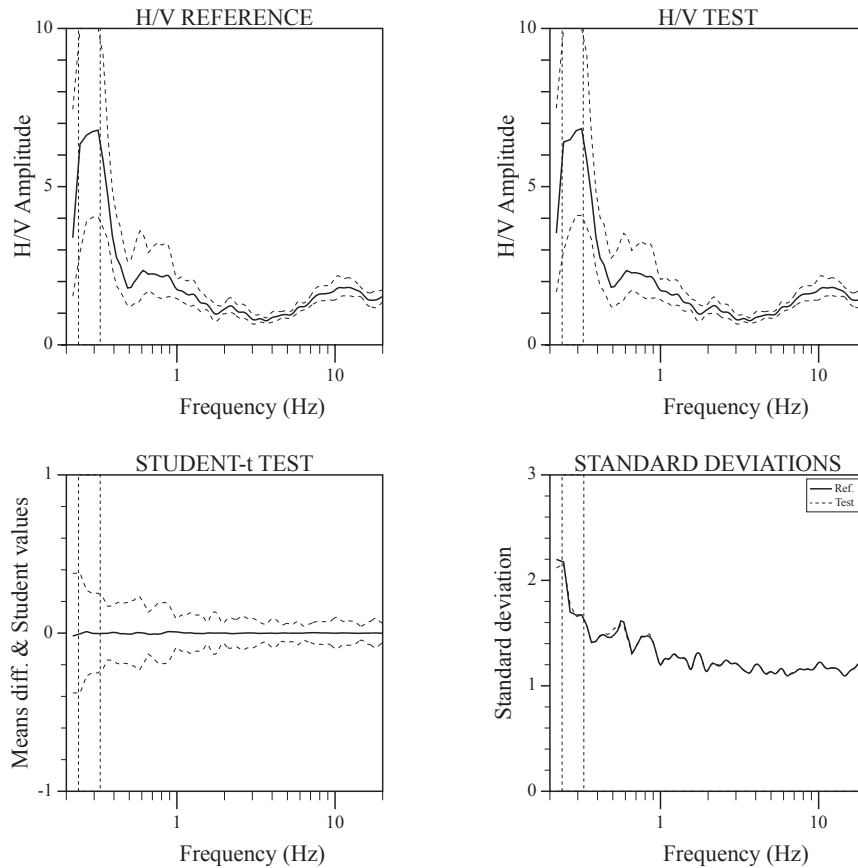 H/V REFERENCE
10
5
0
H/V Amplitude
1
10
Frequency (Hz)
H/V TEST
10
5
0
H/V Amplitude
1
10
Frequency (Hz)
STUDENT-t TEST
1
0
-1
Means diff. & Student values
1
10
Frequency (Hz)
STANDARD DEVIATIONS
3
2
1
0
Standard deviation
Ref.
Test
1
10
Frequency (Hz)